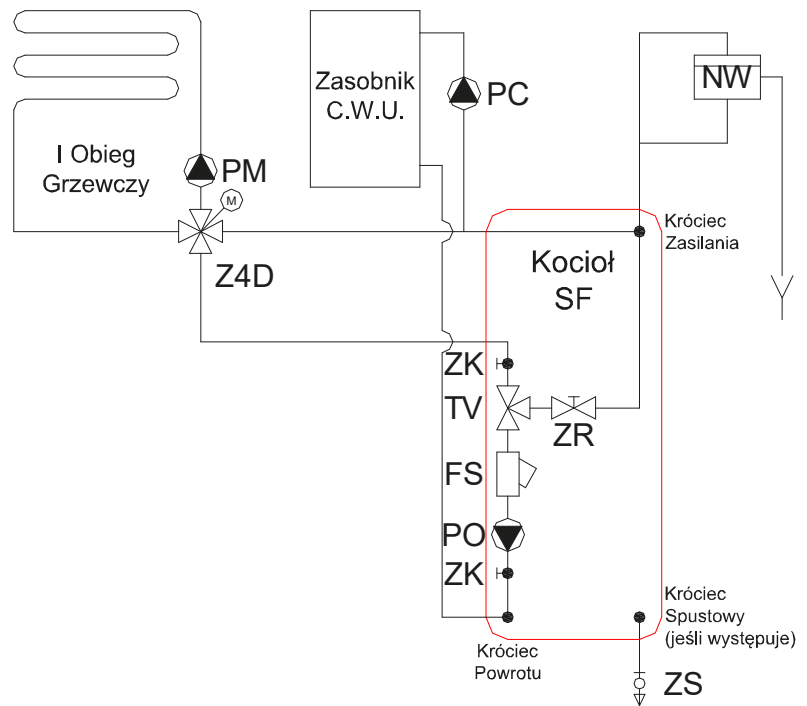 Zasobnik
C.W.U.
PC
NW
I Obieg
Grzewczy
PM
M
Z4D
Króciec
Zasilania
Kocioł
SF
ZK
TV
ZR
FS
PO
ZK
Króciec
Spustowy
(jeśli występuje)
Króciec
Powrotu
ZS